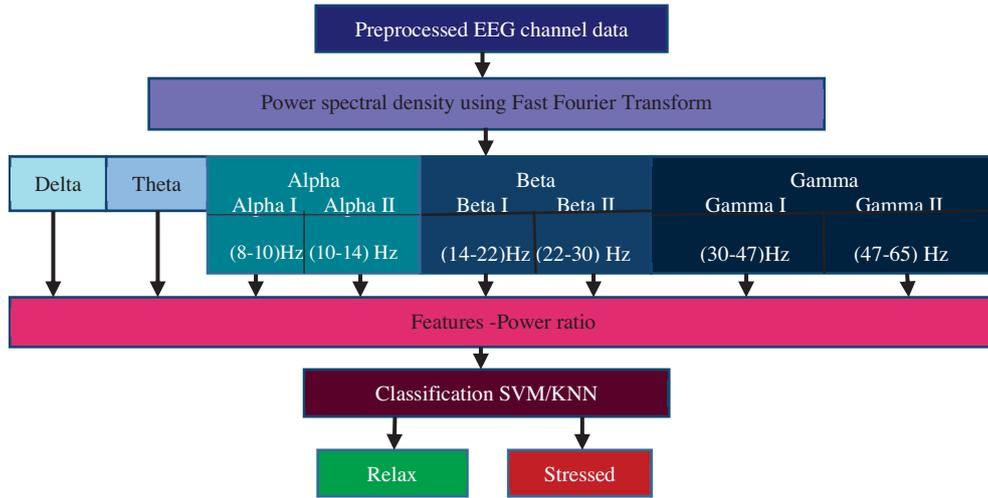 Preprocessed EEG channel data
Power spectral density using Fast Fourier Transform
Delta
Theta
Alpha
Beta
Gamma
Alpha I
Alpha II
Beta I
Beta II
Gamma I
Gamma II
(8-10)Hz
(10-14) Hz
(14-22)Hz
(22-30) Hz
(30-47)Hz
(47-65) Hz
Features -Power ratio
Classification SVM/KNN
Relax
Stressed